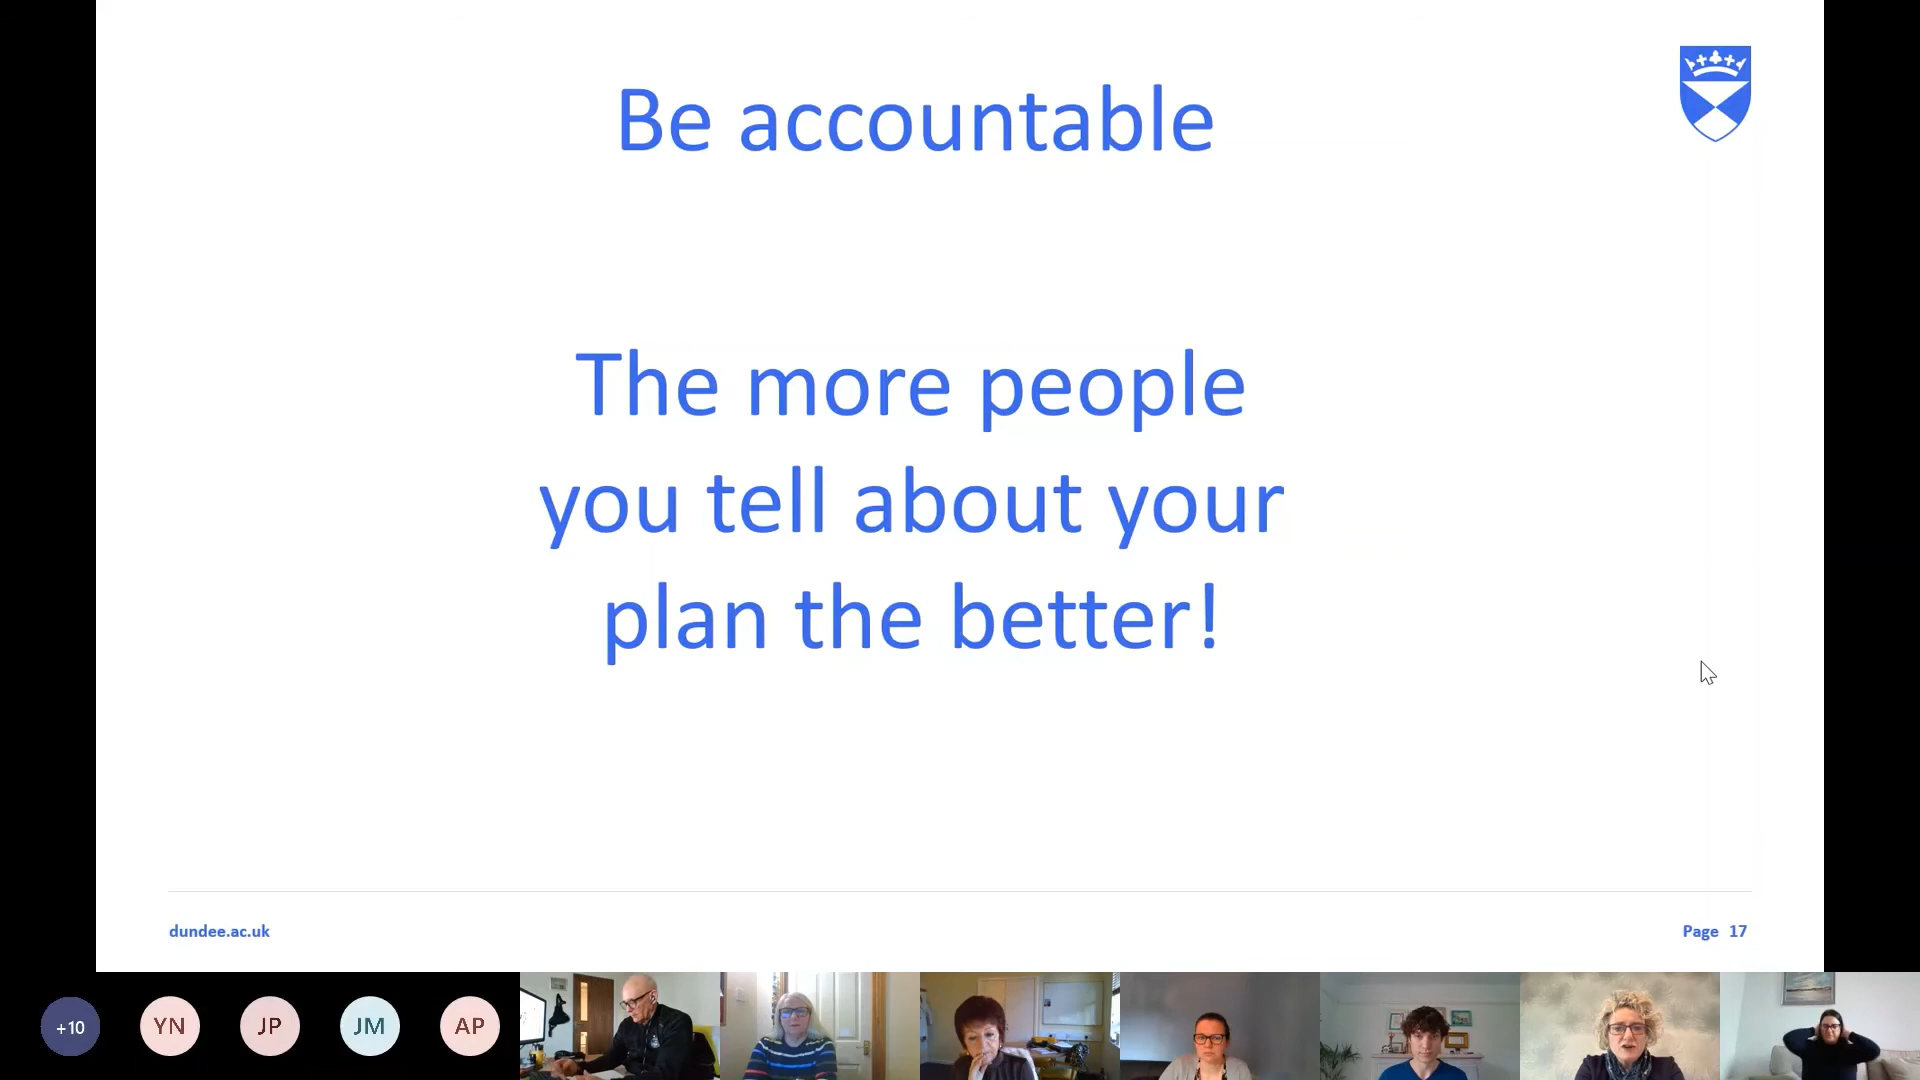 Be accountable
The more people
you tell about your
plan the better!
dundee.ac.uk
Page 17
+10
YN
JP
JM
AP